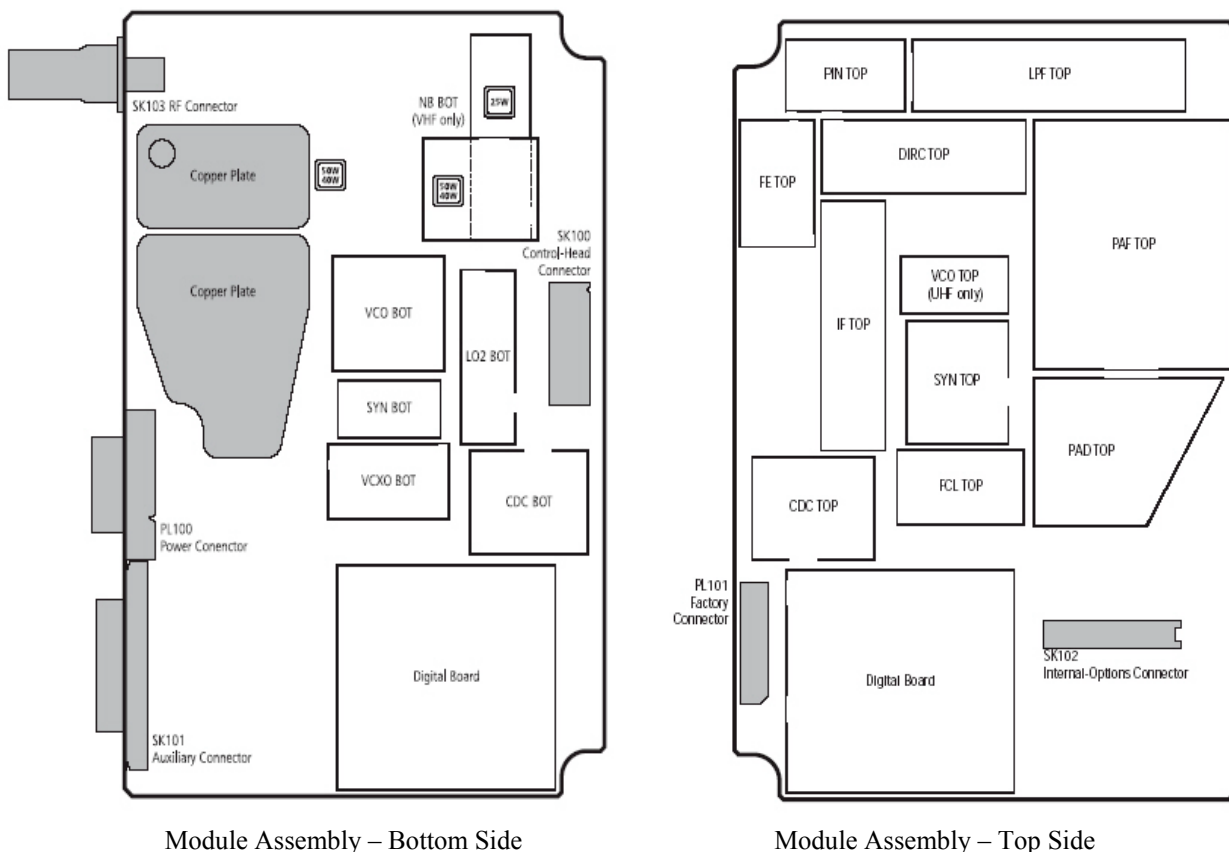 SK103 RF Connector
NB BOT
(VHF only)
25W
Copper Plate
50W
40W
50W
40W
SK100
Control-Head
Connector
Copper Plate
VCO BOT
LO2 BOT
SYN BOT
VCXO BOT
CDC BOT
PL100
Power Conenctor
Digital Board
SK101
Auxiliary Connector
Module Assembly – Bottom Side
PIN TOP
LPF TOP
DIRC TOP
FE TOP
PAF TOP
VCO TOP
(UHF only)
IF TOP
SYN TOP
PAD TOP
FCL TOP
CDC TOP
PL101
Factory
Connector
SK102
Internal-Options Connector
Digital Board
Module Assembly – Top Side